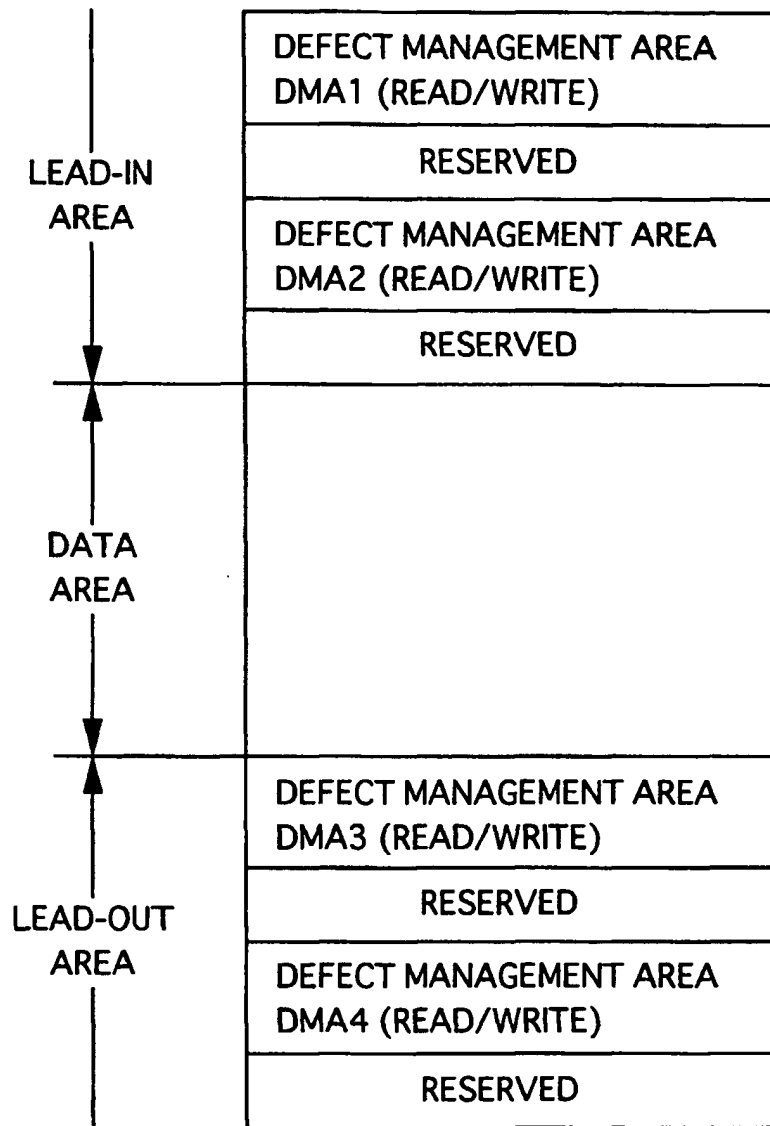 DEFECT MANAGEMENT AREA
DMA1 (READ/WRITE)
RESERVED
LEAD-IN
AREA
DEFECT MANAGEMENT AREA
DMA2 (READ/WRITE)
RESERVED
DATA
AREA
DEFECT MANAGEMENT AREA
DMA3 (READ/WRITE)
RESERVED
LEAD-OUT
AREA
DEFECT MANAGEMENT AREA
DMA4 (READ/WRITE)
RESERVED